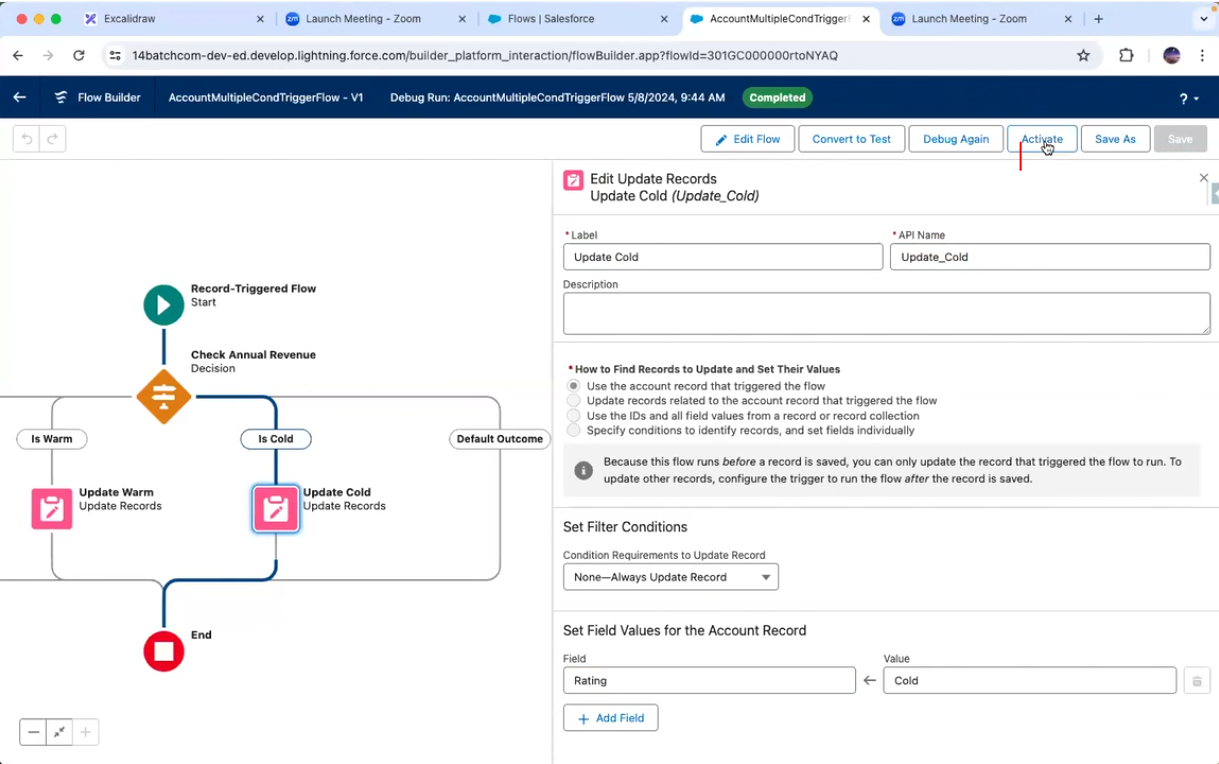 Excalidraw
zm Launch Meeting - Zoom
Flows | Salesforce
AccountMultipleCondTriggerF
zm Launch Meeting - Zoom
14batchcom-dev-ed.develop.lightning.force.com/builder_platform_interaction/flowBuilder.app?flowId=301GC000000rtoNYAQ
Flow Builder
AccountMultipleCondTriggerFlow - V1
Debug Run: AccountMultipleCondTriggerFlow 5/8/2024, 9:44 AM
Completed
?
Edit Flow
Convert to Test
Debug Again
Activate
Save As
Save
Record-Triggered Flow
Start
Check Annual Revenue
Decision
Is Warm
Is Cold
Default Outcome
Update Warm
Update Records
Update Cold
Update Records
End
Edit Update Records
Update Cold (Update_Cold)
* Label
Update Cold
* API Name
Update_Cold
Description
* How to Find Records to Update and Set Their Values
Use the account record that triggered the flow
Update records related to the account record that triggered the flow
Use the IDs and all field values from a record or record collection
Specify conditions to identify records, and set fields individually
Because this flow runs before a record is saved, you can only update the record that triggered the flow to run. To
update other records, configure the trigger to run the flow after the record is saved.
Set Filter Conditions
Condition Requirements to Update Record
None—Always Update Record
Set Field Values for the Account Record
Field
Rating
Value
Cold
+ Add Field